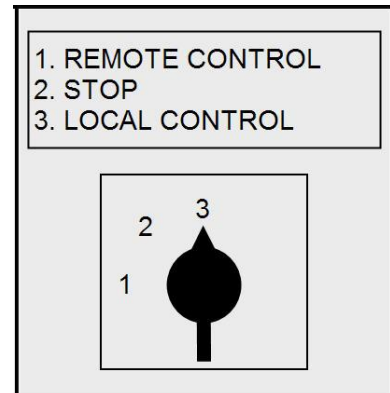 1. REMOTE CONTROL
2. STOP
3. LOCAL CONTROL
3
2
1